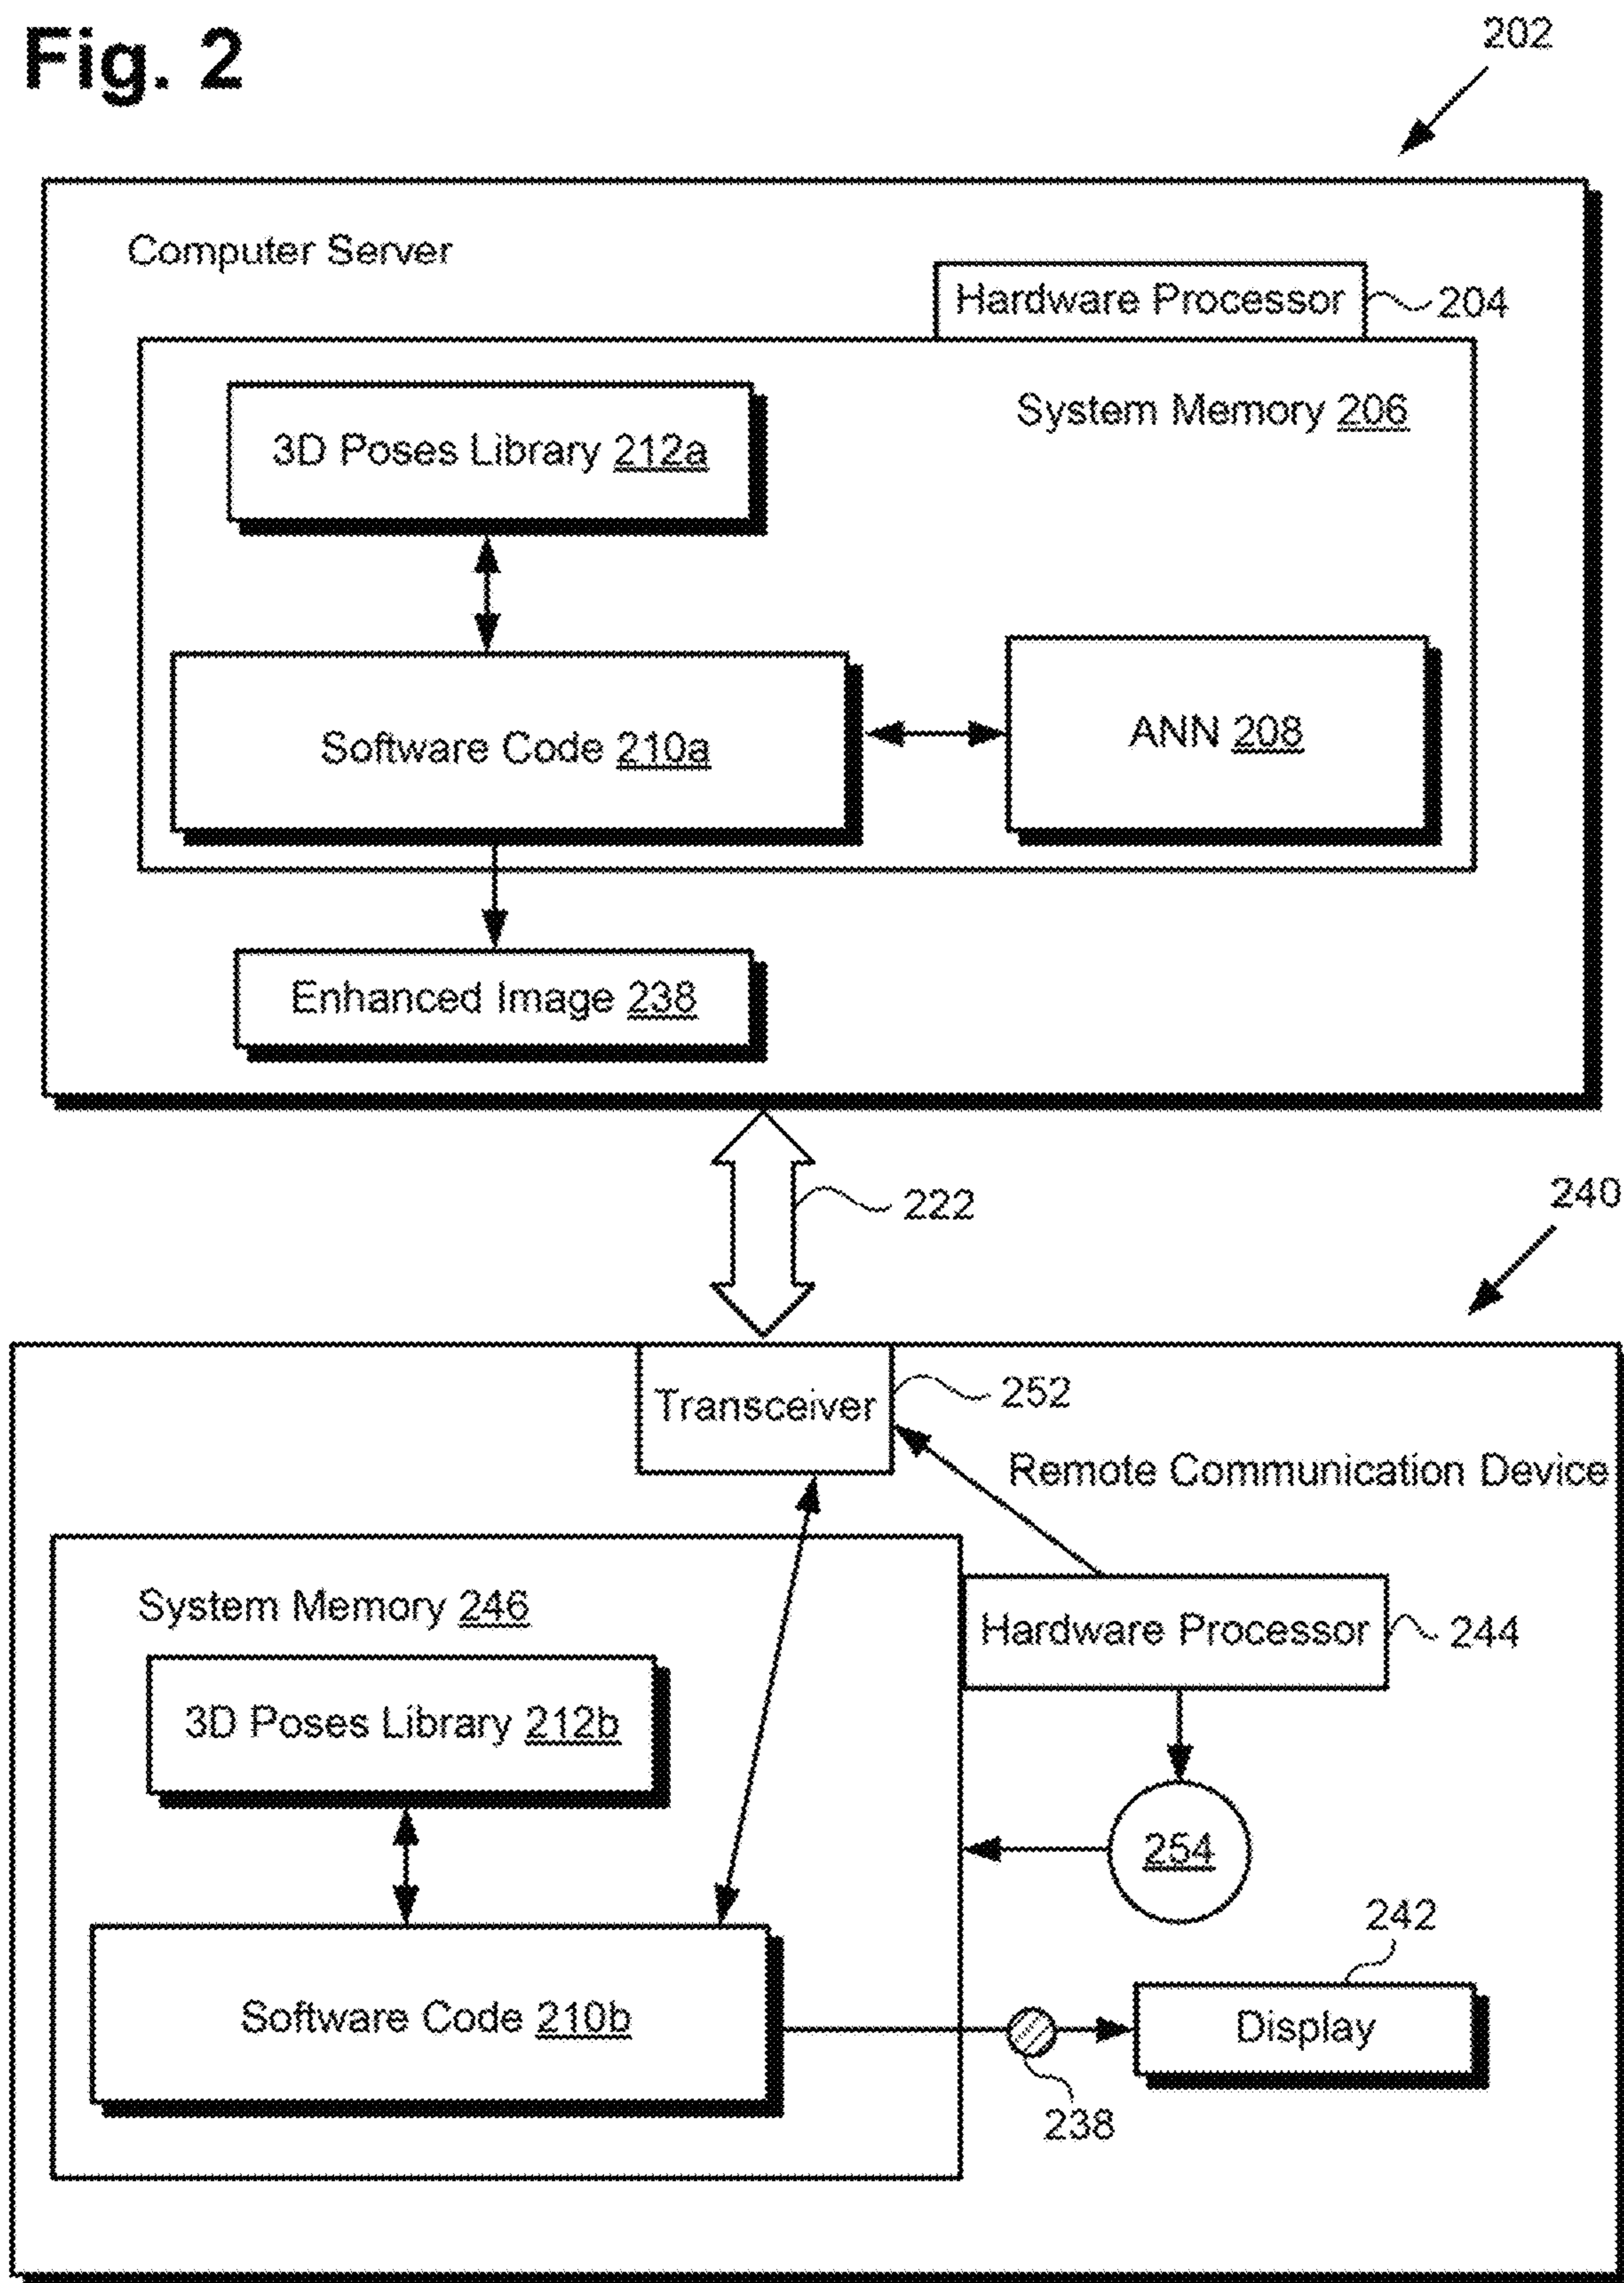 Fig. 2
202
Computer Server
Hardware Processor
204
System Memory 206
3D Poses Library 212a
Software Code 210a
ANN 208
Enhanced Image 238
222
240
Transceiver
252
Remote Communication Device
System Memory 246
Hardware Processor
244
3D Poses Library 212b
254
242
Software Code 210b
Display
238